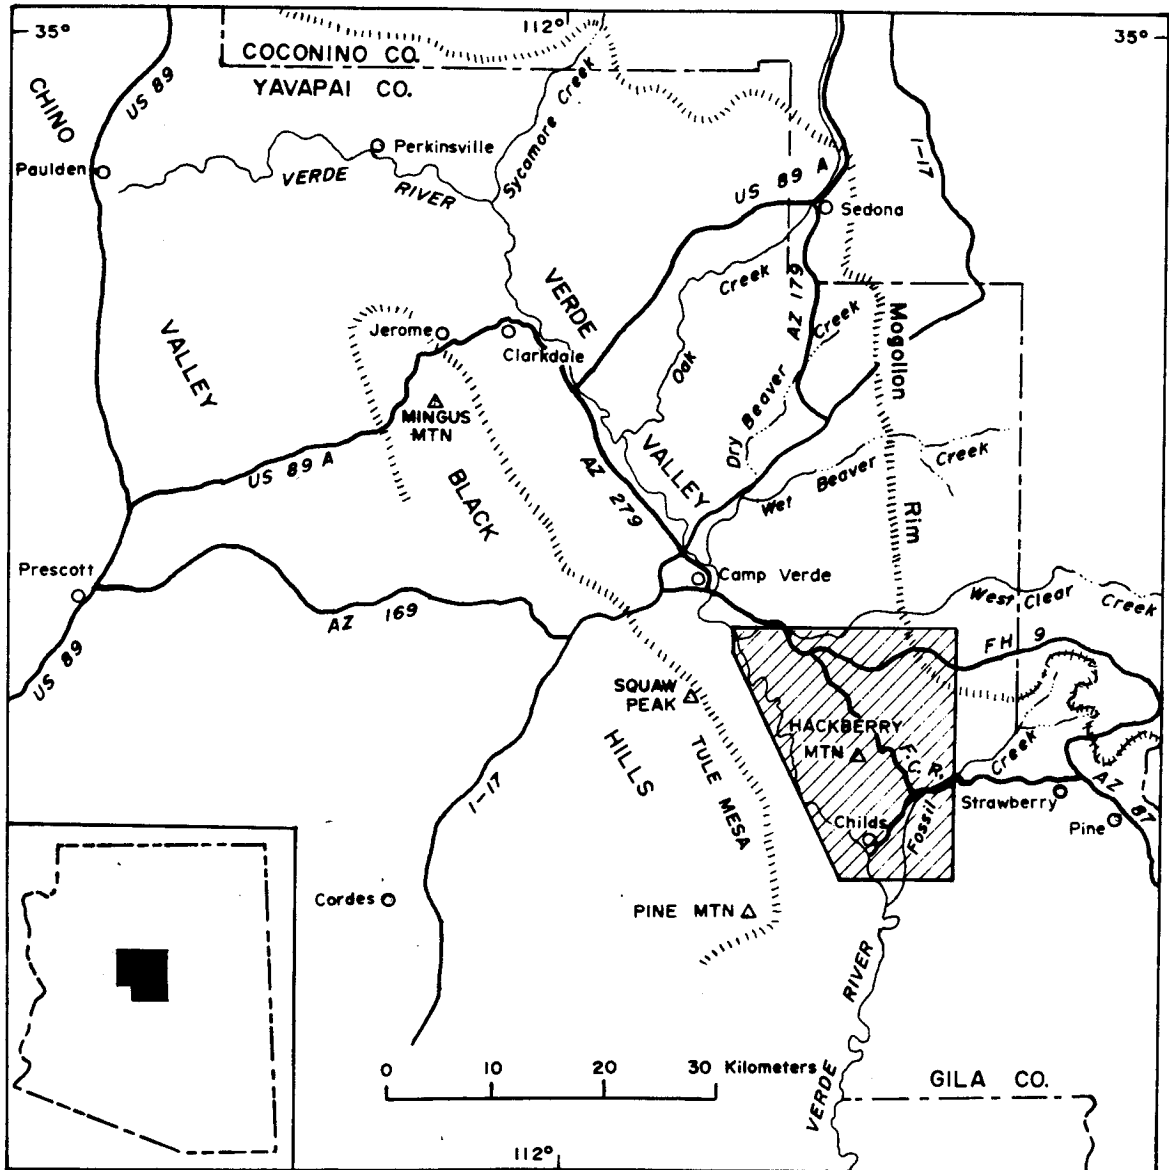 35°
112°
35°
COCONINO CO.
YAVAPAI CO.
CHINO
VALLEY
US 89
Paulden
Perkinsville
VERDE
RIVER
Sycamore Creek
US 89 A
I-17
Sedona
VERDE
VALLEY
Oak
Creek
AZ 179
Dry Beaver Creek
Mogollon
Rim
Jerome
Clarkdale
MINGUS
MTN
US 89 A
BLACK
HILLS
AZ 279
Wet Beaver Creek
Prescott
US 89
AZ 169
Camp Verde
West Clear Creek
FH 9
SQUAW
PEAK
TULE MESA
HACKBERRY
MTN
F. C. R.
Creek
Fossil
Childs
Strawberry
Pine
AZ 87
I-17
Cordes
PINE MTN
RIVER
VERDE
0 10 20 30 Kilometers
GILA CO.
112°